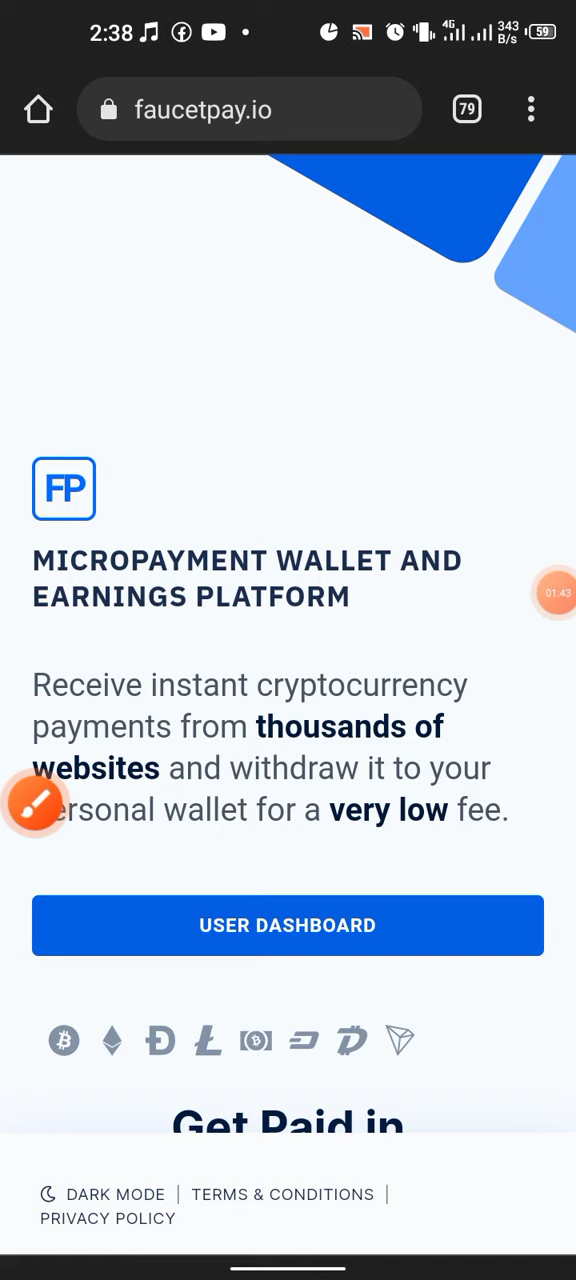 2:38
4G
343
B/s
59
faucetpay.io
79
FP
MICROPAYMENT WALLET AND
EARNINGS PLATFORM
01:43
Receive instant cryptocurrency
payments from thousands of
websites and withdraw it to your
ersonal wallet for a very low fee.
USER DASHBOARD
Get Paid in
DARK MODE | TERMS & CONDITIONS |
PRIVACY POLICY